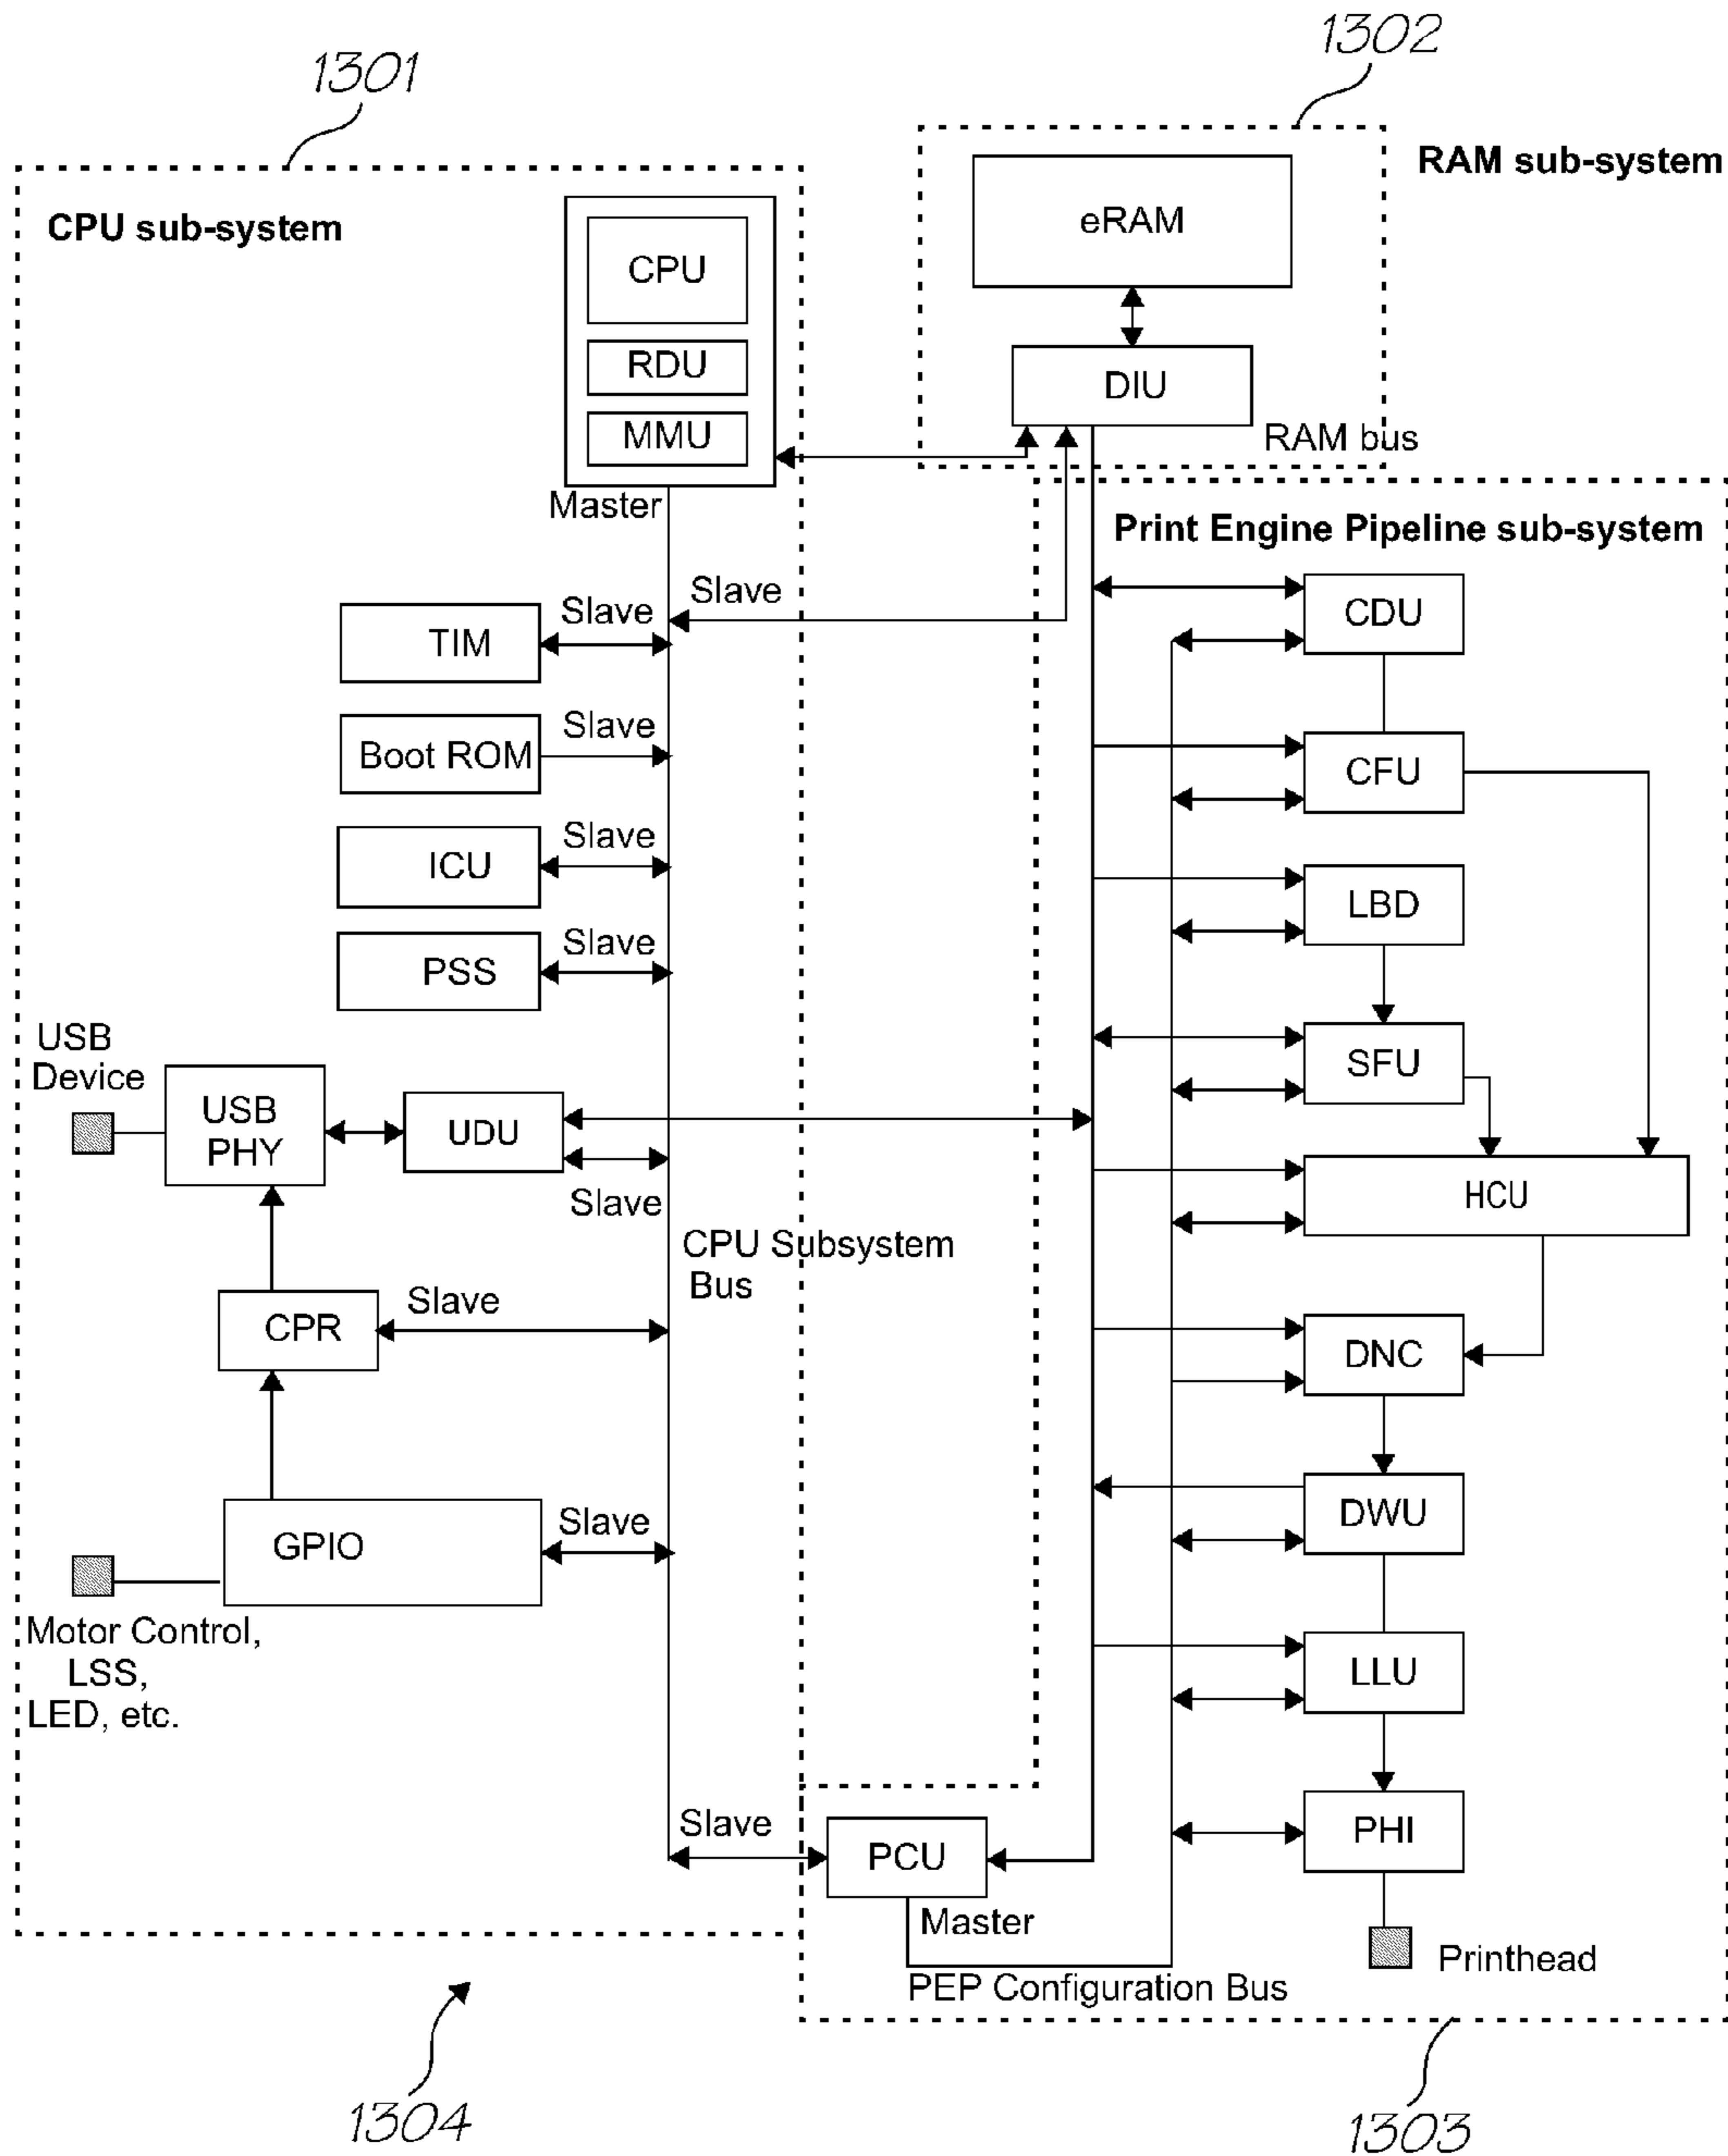 1301
1302
RAM sub-system
CPU sub-system
CPU
RDU
MMU
Master
eRAM
DIU
RAM bus
Print Engine Pipeline sub-system
Slave
TIM
Slave
Boot ROM
Slave
ICU
Slave
PSS
Slave
USB
Device
USB
PHY
UDU
Slave
CPU Subsystem
Bus
CPR
Slave
GPIO
Slave
Motor Control,
LSS,
LED, etc.
CDU
CFU
LBD
SFU
HCU
DNC
DWU
LLU
PHI
Printhead
Slave
PCU
Master
PEP Configuration Bus
1304
1303